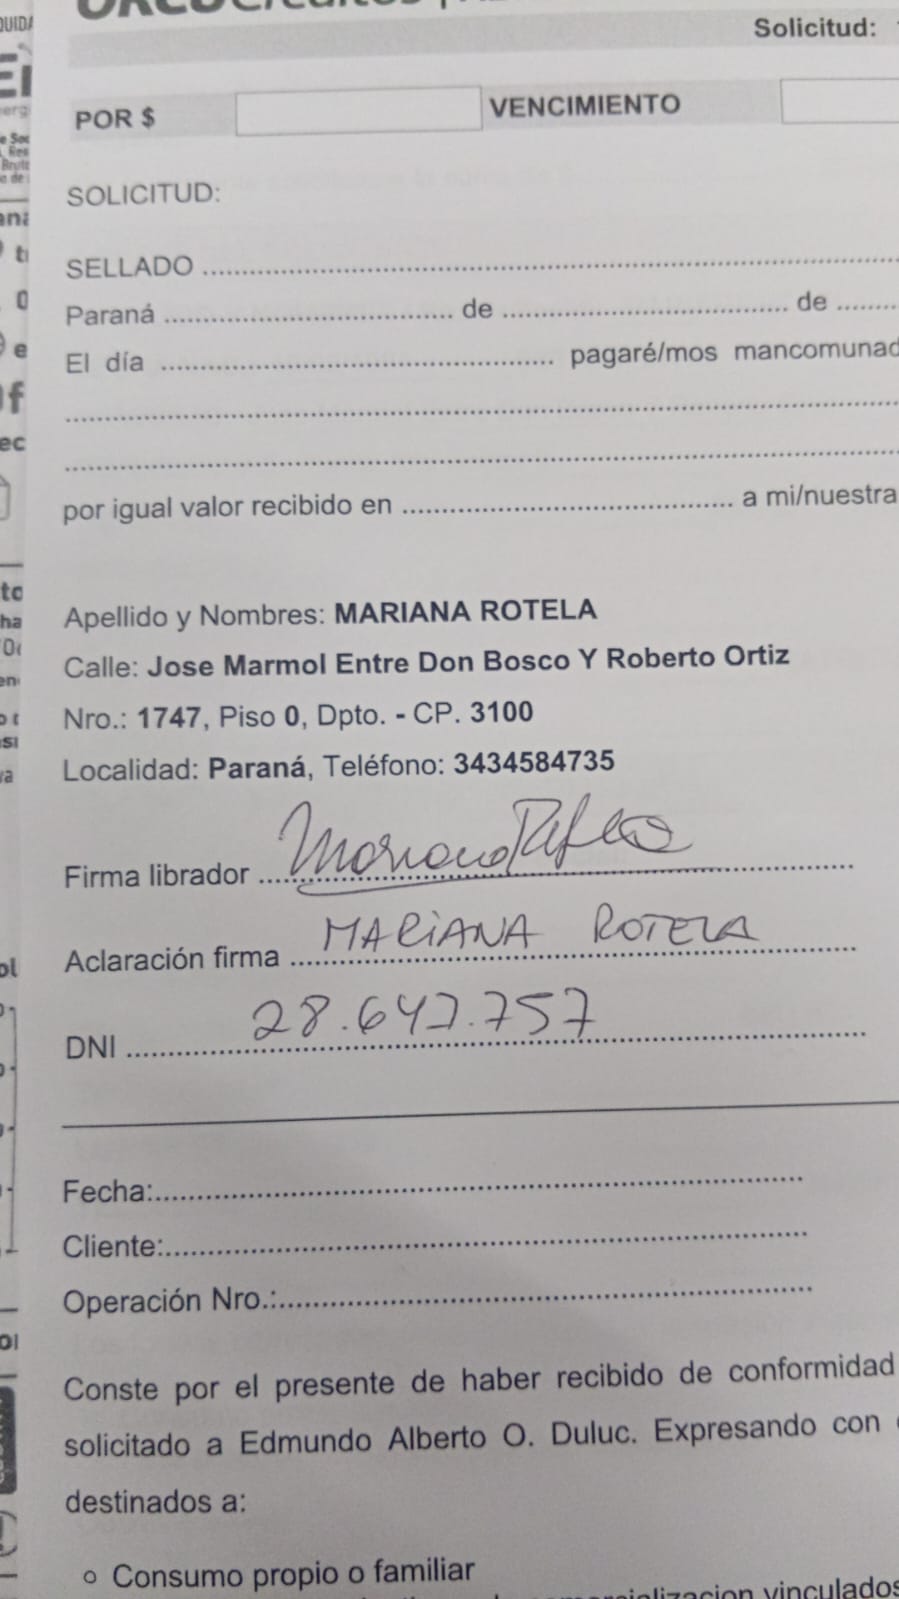 Solicitud:
POR $ VENCIMIENTO
SOLICITUD:
SELLADO ........................................
Paraná ........................ de ........................ de ........
El día ........................ pagaré/mos mancomunad
........................................
........................................
por igual valor recibido en ........................ a mi/nuestra
Apellido y Nombres: MARIANA ROTELA
Calle: Jose Marmol Entre Don Bosco Y Roberto Ortiz
Nro.: 1747, Piso 0, Dpto. - CP. 3100
Localidad: Paraná, Teléfono: 3434584735
Firma librador Mariana Rotela
Aclaración firma MARiANA ROTELA
DNI 28.647.757
Fecha:........................
Cliente:........................
Operación Nro.:........................
Conste por el presente de haber recibido de conformidad
solicitado a Edmundo Alberto O. Duluc. Expresando con
destinados a:
o Consumo propio o familiar
vinculados